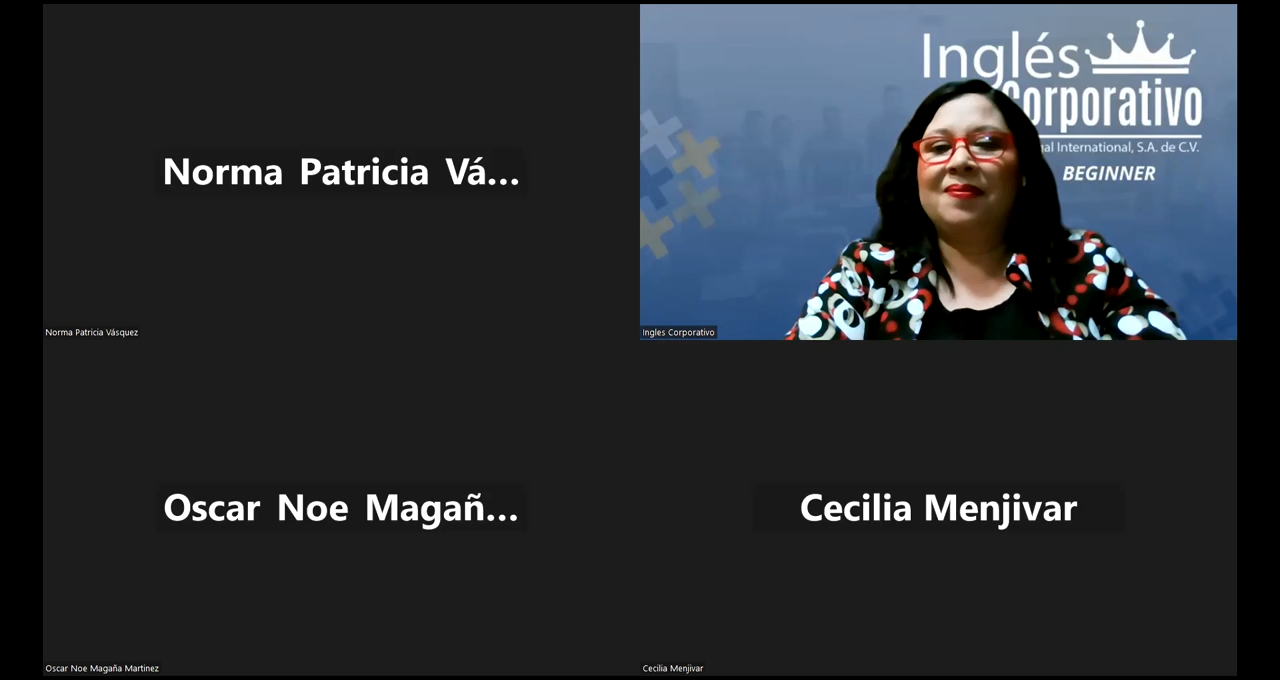 Norma Patricia Vá...
Norma Patricia Vásquez
Inglés
Corporativo
gal International, S.A. de C.V.
BEGINNER
Ingles Corporativo
Oscar Noe Magañ...
Oscar Noe Magaña Martinez
Cecilia Menjivar
Cecilia Menjivar